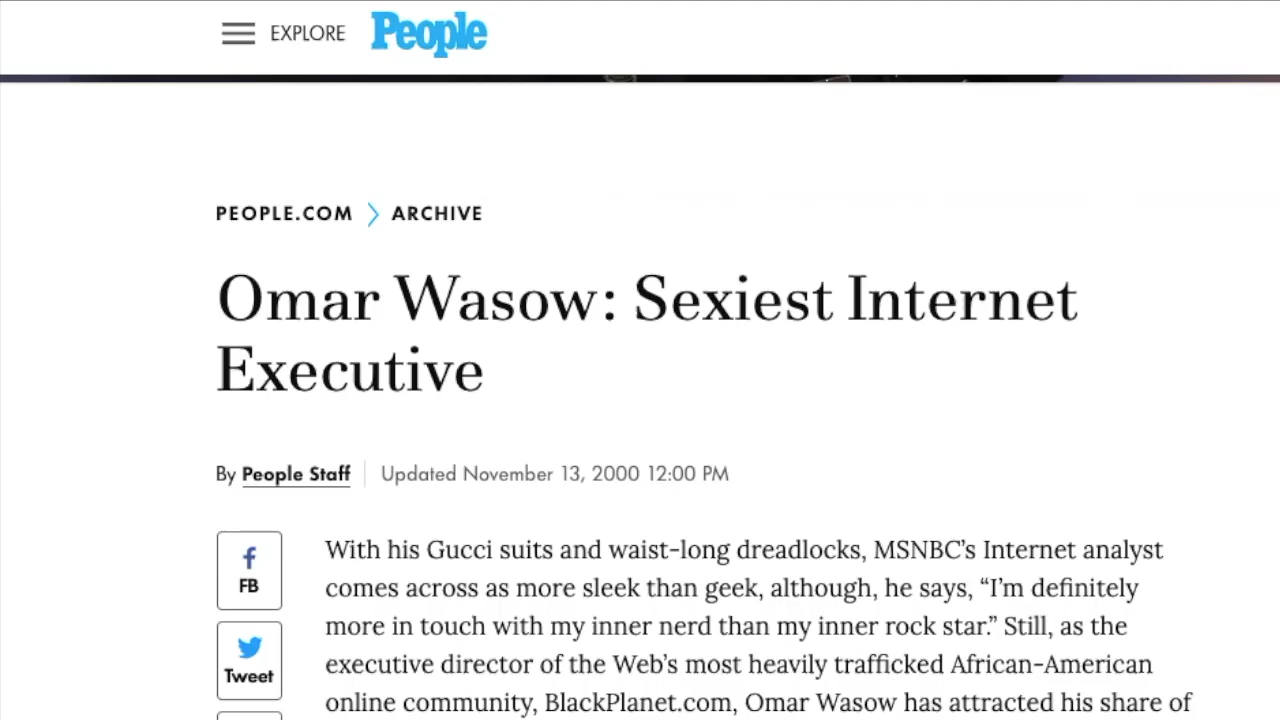 EXPLORE People
PEOPLE.COM > ARCHIVE
Omar Wasow: Sexiest Internet
Executive
By People Staff Updated November 13, 2000 12:00 PM
FB
Tweet
With his Gucci suits and waist-long dreadlocks, MSNBC’s Internet analyst
comes across as more sleek than geek, although, he says, “I’m definitely
more in touch with my inner nerd than my inner rock star.” Still, as the
executive director of the Web’s most heavily trafficked African-American
online community, BlackPlanet.com, Omar Wasow has attracted his share of